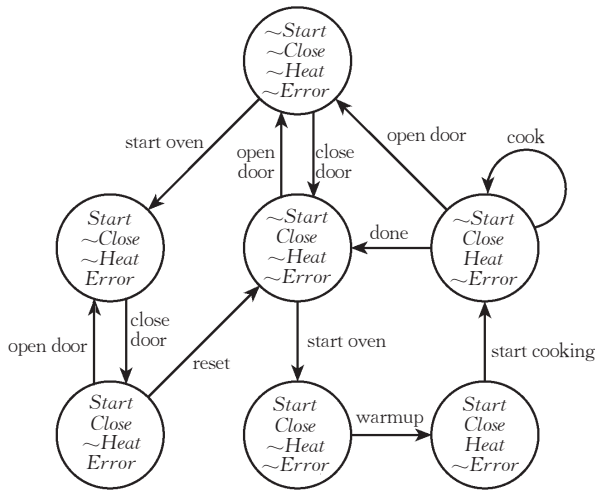 ~Start
~Close
~Heat
~Error
start oven
open
door
close
door
open door
cook
Start
~Close
~Heat
Error
~Start
Close
~Heat
~Error
done
~Start
Close
Heat
~Error
open door
close
door
reset
start oven
start cooking
Start
Close
~Heat
Error
Start
Close
~Heat
~Error
warmup
Start
Close
Heat
~Error